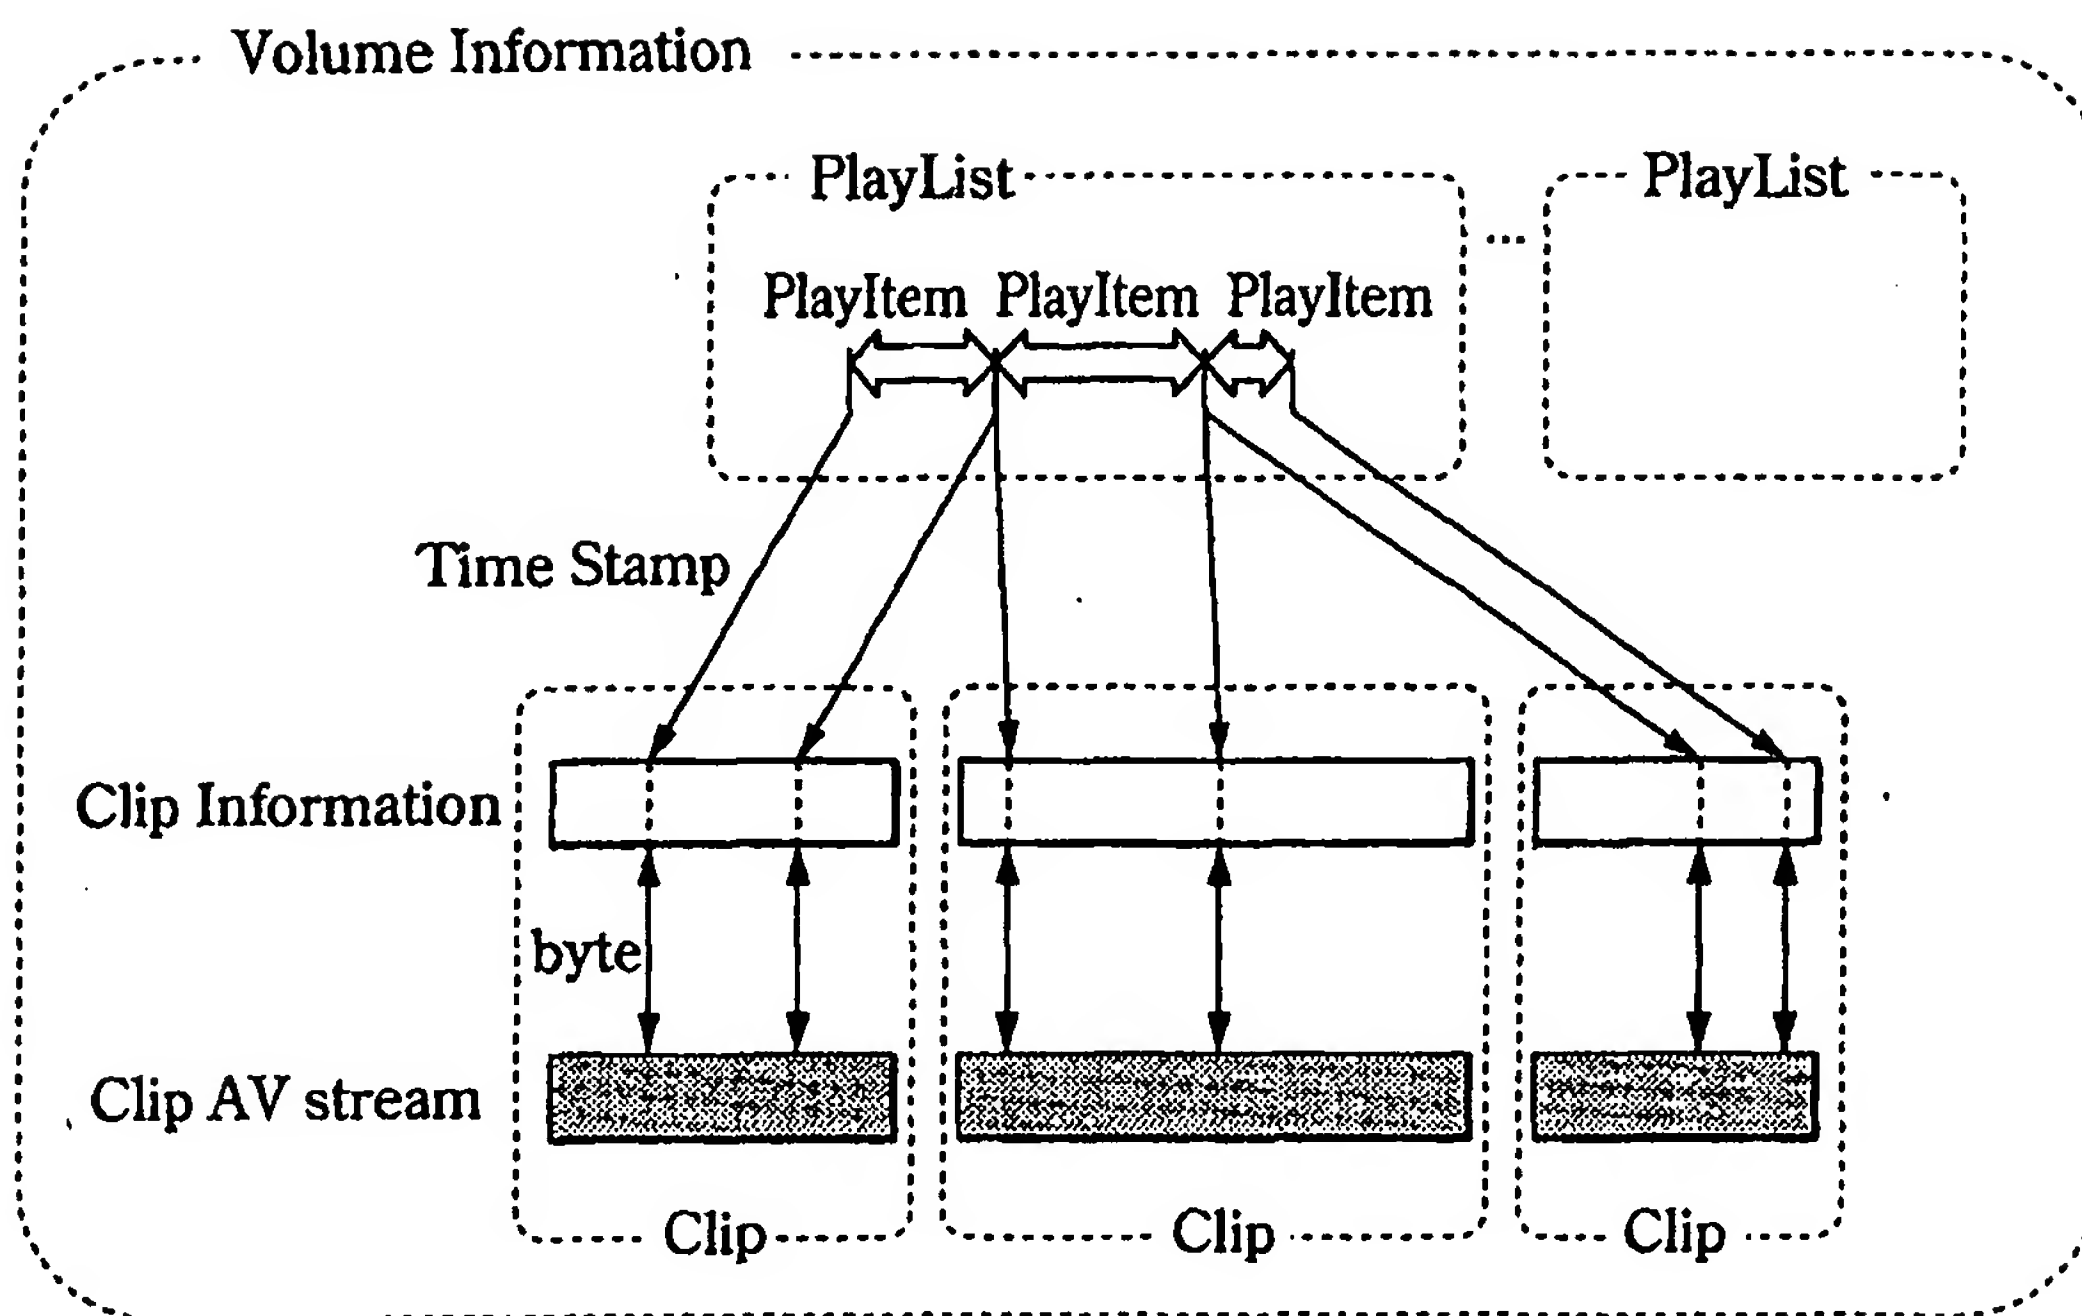 Volume Information
PlayList
PlayList
...
PlayItem PlayItem PlayItem
Time Stamp
Clip Information
byte
Clip AV stream
Clip
Clip
Clip